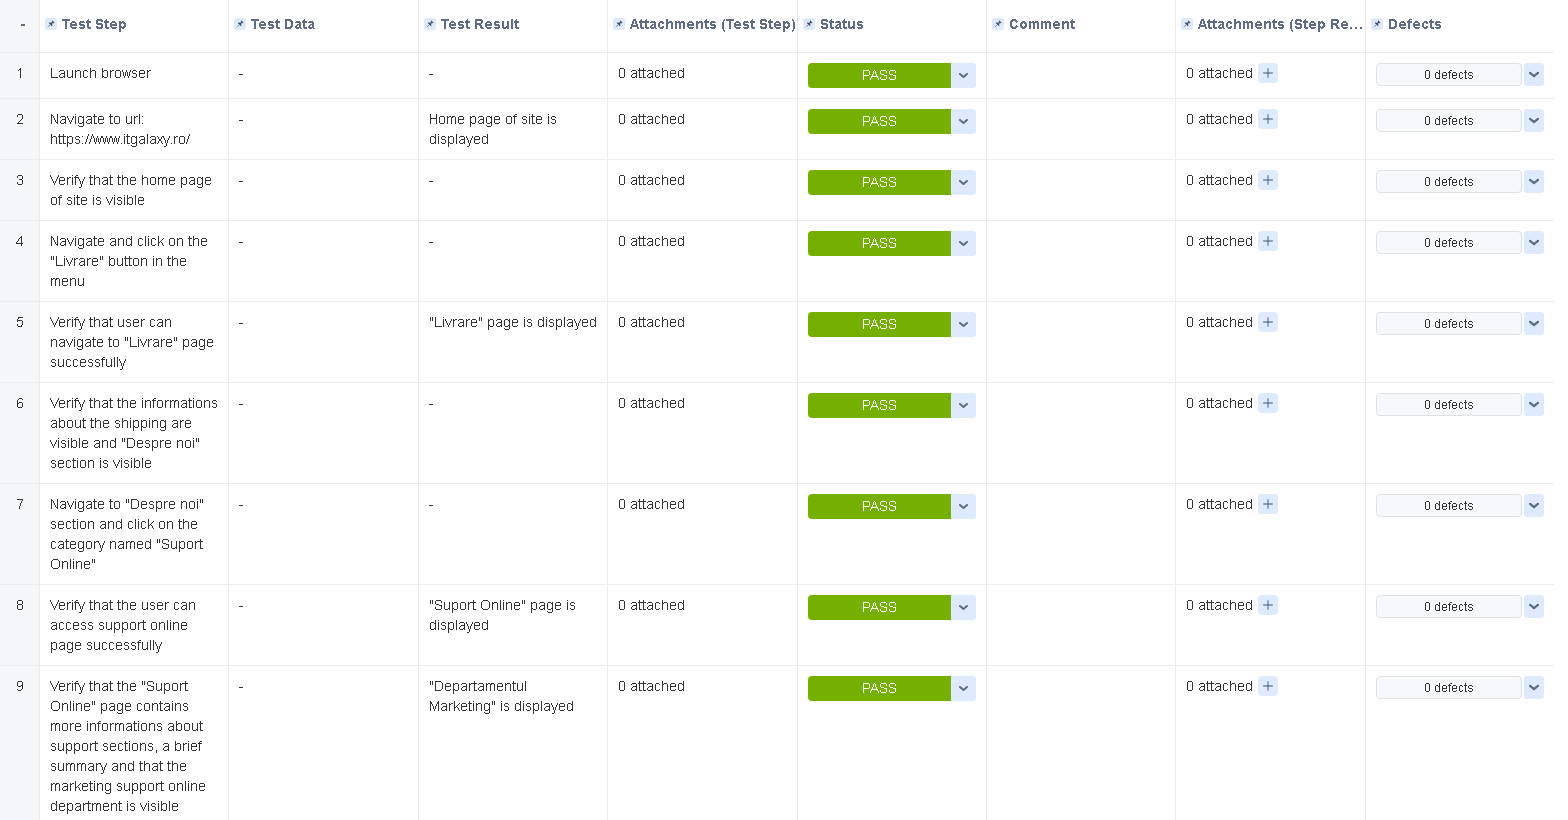 - Test Step Test Data Test Result Attachments (Test Step) Status Comment Attachments (Step Re... Defects
1 Launch browser - - 0 attached PASS 0 attached 0 defects
2 Navigate to url: - Home page of site is 0 attached PASS 0 attached 0 defects
https://www.itgalaxy.ro/ displayed
3 Verify that the home page - - 0 attached PASS 0 attached 0 defects
of site is visible
4 Navigate and click on the - - 0 attached PASS 0 attached 0 defects
"Livrare" button in the
menu
5 Verify that user can - "Livrare" page is displayed 0 attached PASS 0 attached 0 defects
navigate to "Livrare" page
successfully
6 Verify that the informations - - 0 attached PASS 0 attached 0 defects
about the shipping are
visible and "Despre noi"
section is visible
7 Navigate to "Despre noi" - - 0 attached PASS 0 attached 0 defects
section and click on the
category named "Suport
Online"
8 Verify that the user can - "Suport Online" page is 0 attached PASS 0 attached 0 defects
access support online displayed
page successfully
9 Verify that the "Suport - "Departamentul 0 attached PASS 0 attached 0 defects
Online" page contains Marketing" is displayed
more informations about
support sections, a brief
summary and that the
marketing support online
department is visible